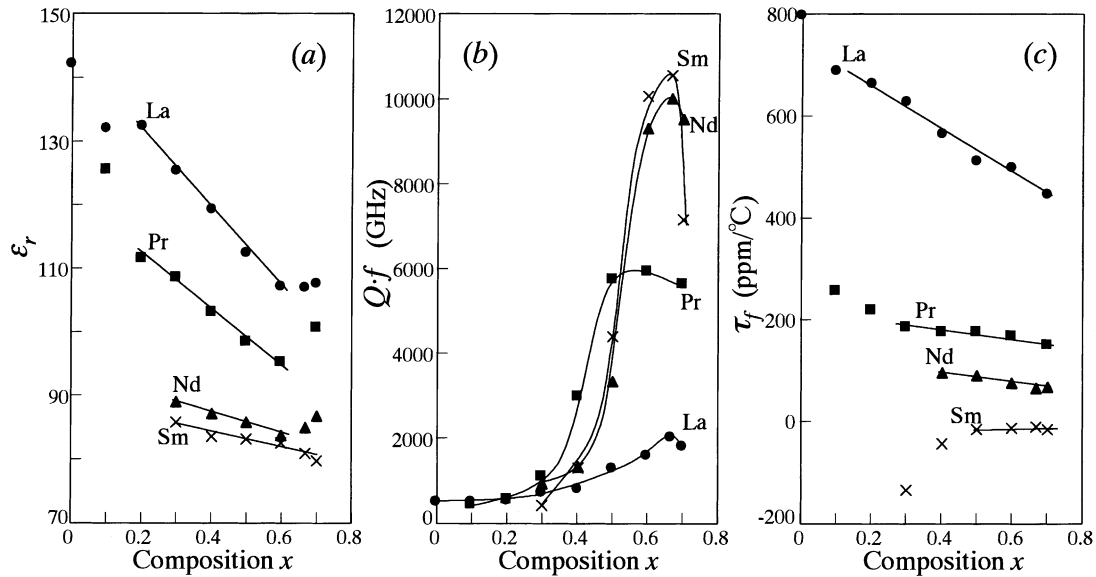 150
130
110
90
70
εr
0
0.2
0.4
0.6
0.8
Composition x
(a)
La
Pr
Nd
Sm
12000
10000
8000
6000
4000
2000
0
Q·f (GHz)
0
0.2
0.4
0.6
0.8
Composition x
(b)
Sm
Nd
Pr
La
800
600
400
200
0
-200
τf (ppm/°C)
0
0.2
0.4
0.6
0.8
Composition x
(c)
La
Pr
Nd
Sm